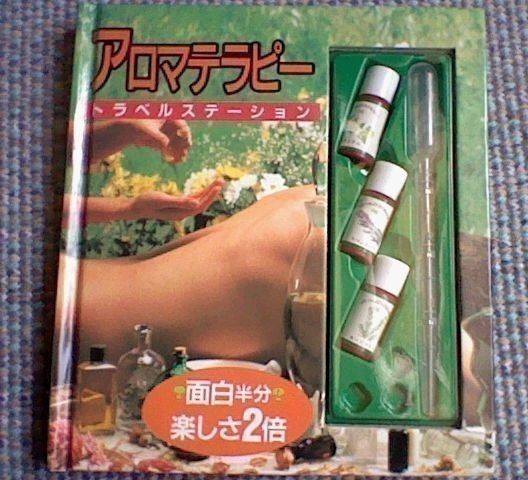 アロマテラピー
トラベルステーション
?面白半分!?
楽しさ2倍